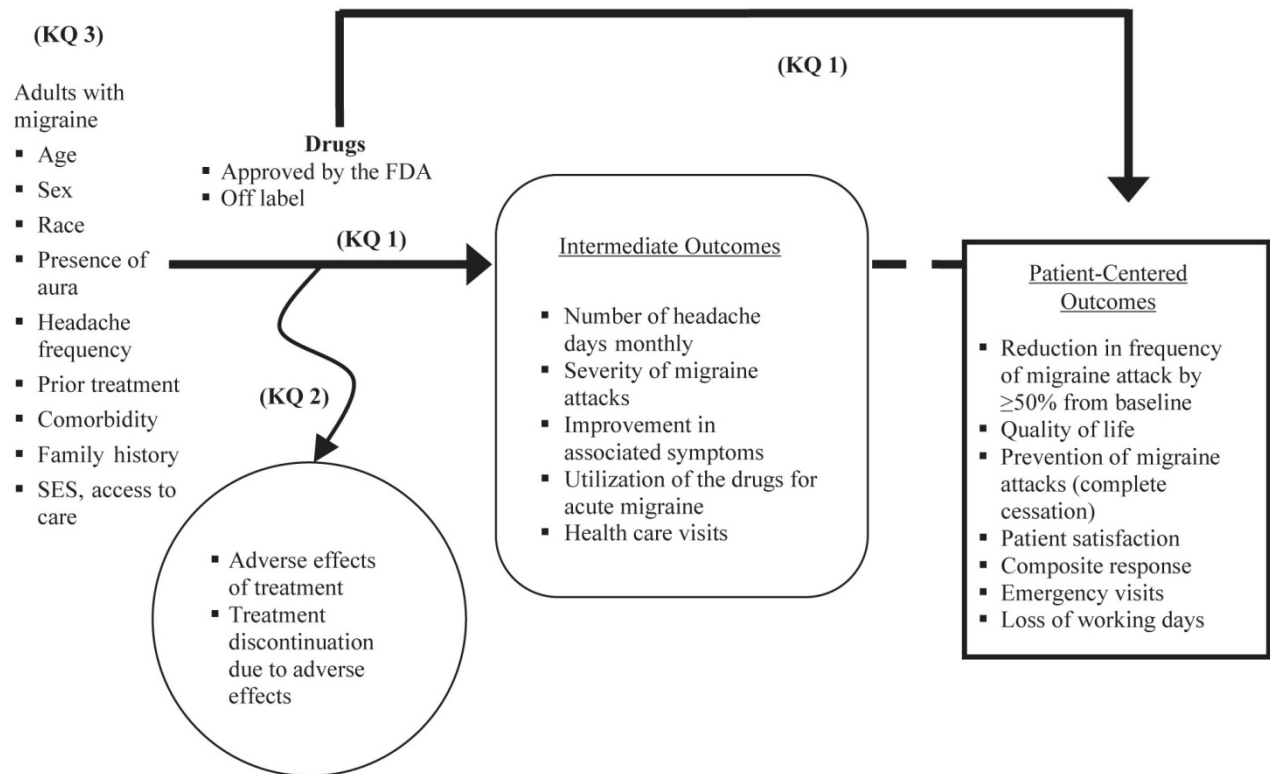 (KQ 3)
Adults with
migraine
▪ Age
▪ Sex
▪ Race
▪ Presence of
aura
▪ Headache
frequency
▪ Prior treatment
▪ Comorbidity
▪ Family history
▪ SES, access to
care
Drugs
▪ Approved by the FDA
▪ Off label
(KQ 1)
(KQ 1)
(KQ 2)
▪ Adverse effects
of treatment
▪ Treatment
discontinuation
due to adverse
effects
Intermediate Outcomes
▪ Number of headache
days monthly
▪ Severity of migraine
attacks
▪ Improvement in
associated symptoms
▪ Utilization of the drugs for
acute migraine
▪ Health care visits
Patient-Centered
Outcomes
▪ Reduction in frequency
of migraine attack by
≥50% from baseline
▪ Quality of life
▪ Prevention of migraine
attacks (complete
cessation)
▪ Patient satisfaction
▪ Composite response
▪ Emergency visits
▪ Loss of working days